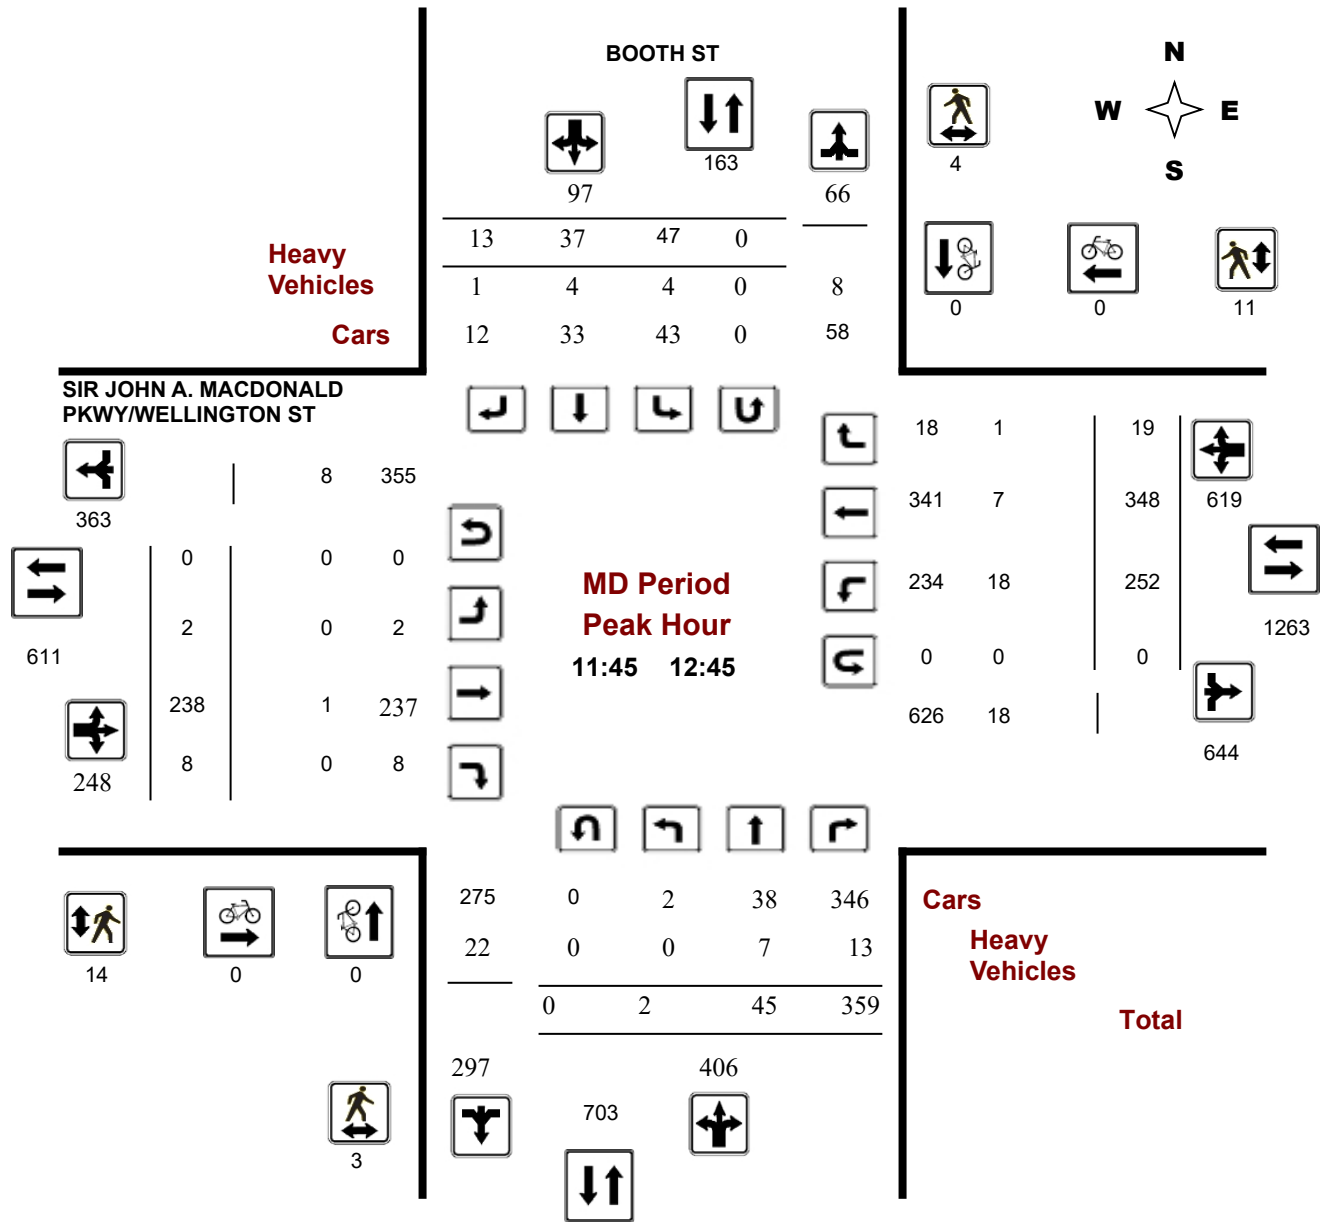 BOOTH ST
N
W E
S
163
4
97
66
13 37 47 0
Heavy
Vehicles
1 4 4 0 8
0 0 11
Cars
12 33 43 0 58
SIR JOHN A. MACDONALD
PKWY/WELLINGTON ST
18 1 19
8 355
363
341 7 348 619
0 0 0
MD Period
234 18 252
Peak Hour
2 0 2
1263
611
11:45 12:45
0 0 0
238 1 237
626 18
644
8 0 8
248
275 0 2 38 346
Cars
22 0 0 7 13
Heavy
Vehicles
14 0 0
0 2 45 359
Total
297 406
703
3